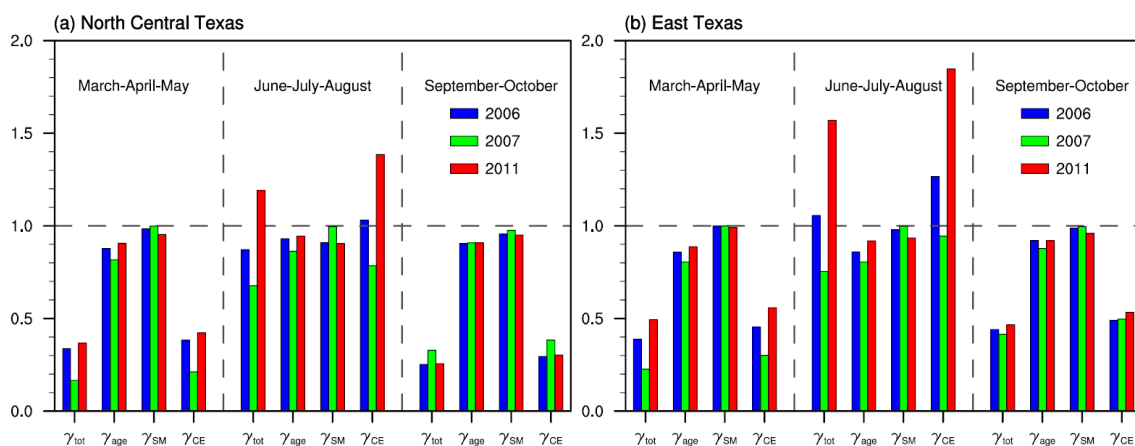 (a) North Central Texas
2.0
1.5
1.0
0.5
0.0
March-April-May
June-July-August
September-October
2006
2007
2011
γtot γage γSM γCE γtot γage γSM γCE γtot γage γSM γCE
(b) East Texas
2.0
1.5
1.0
0.5
0.0
March-April-May
June-July-August
September-October
2006
2007
2011
γtot γage γSM γCE γtot γage γSM γCE γtot γage γSM γCE